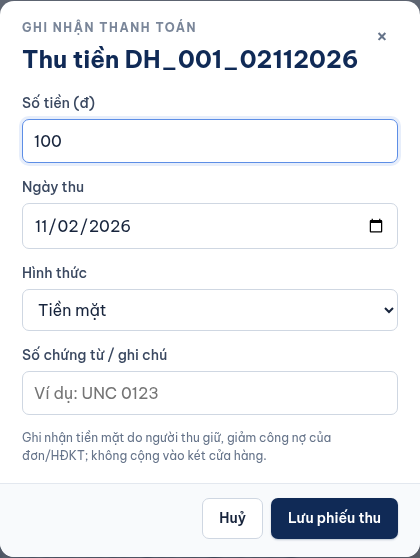 GHI NHẬN THANH TOÁN
×
Thu tiền DH_001_02112026
Số tiền (đ)
100
Ngày thu
11/02/2026
Hình thức
Tiền mặt
Số chứng từ / ghi chú
Ví dụ: UNC 0123
Ghi nhận tiền mặt do người thu giữ, giảm công nợ của
đơn/HĐKT; không cộng vào két cửa hàng.
Huỷ
Lưu phiếu thu